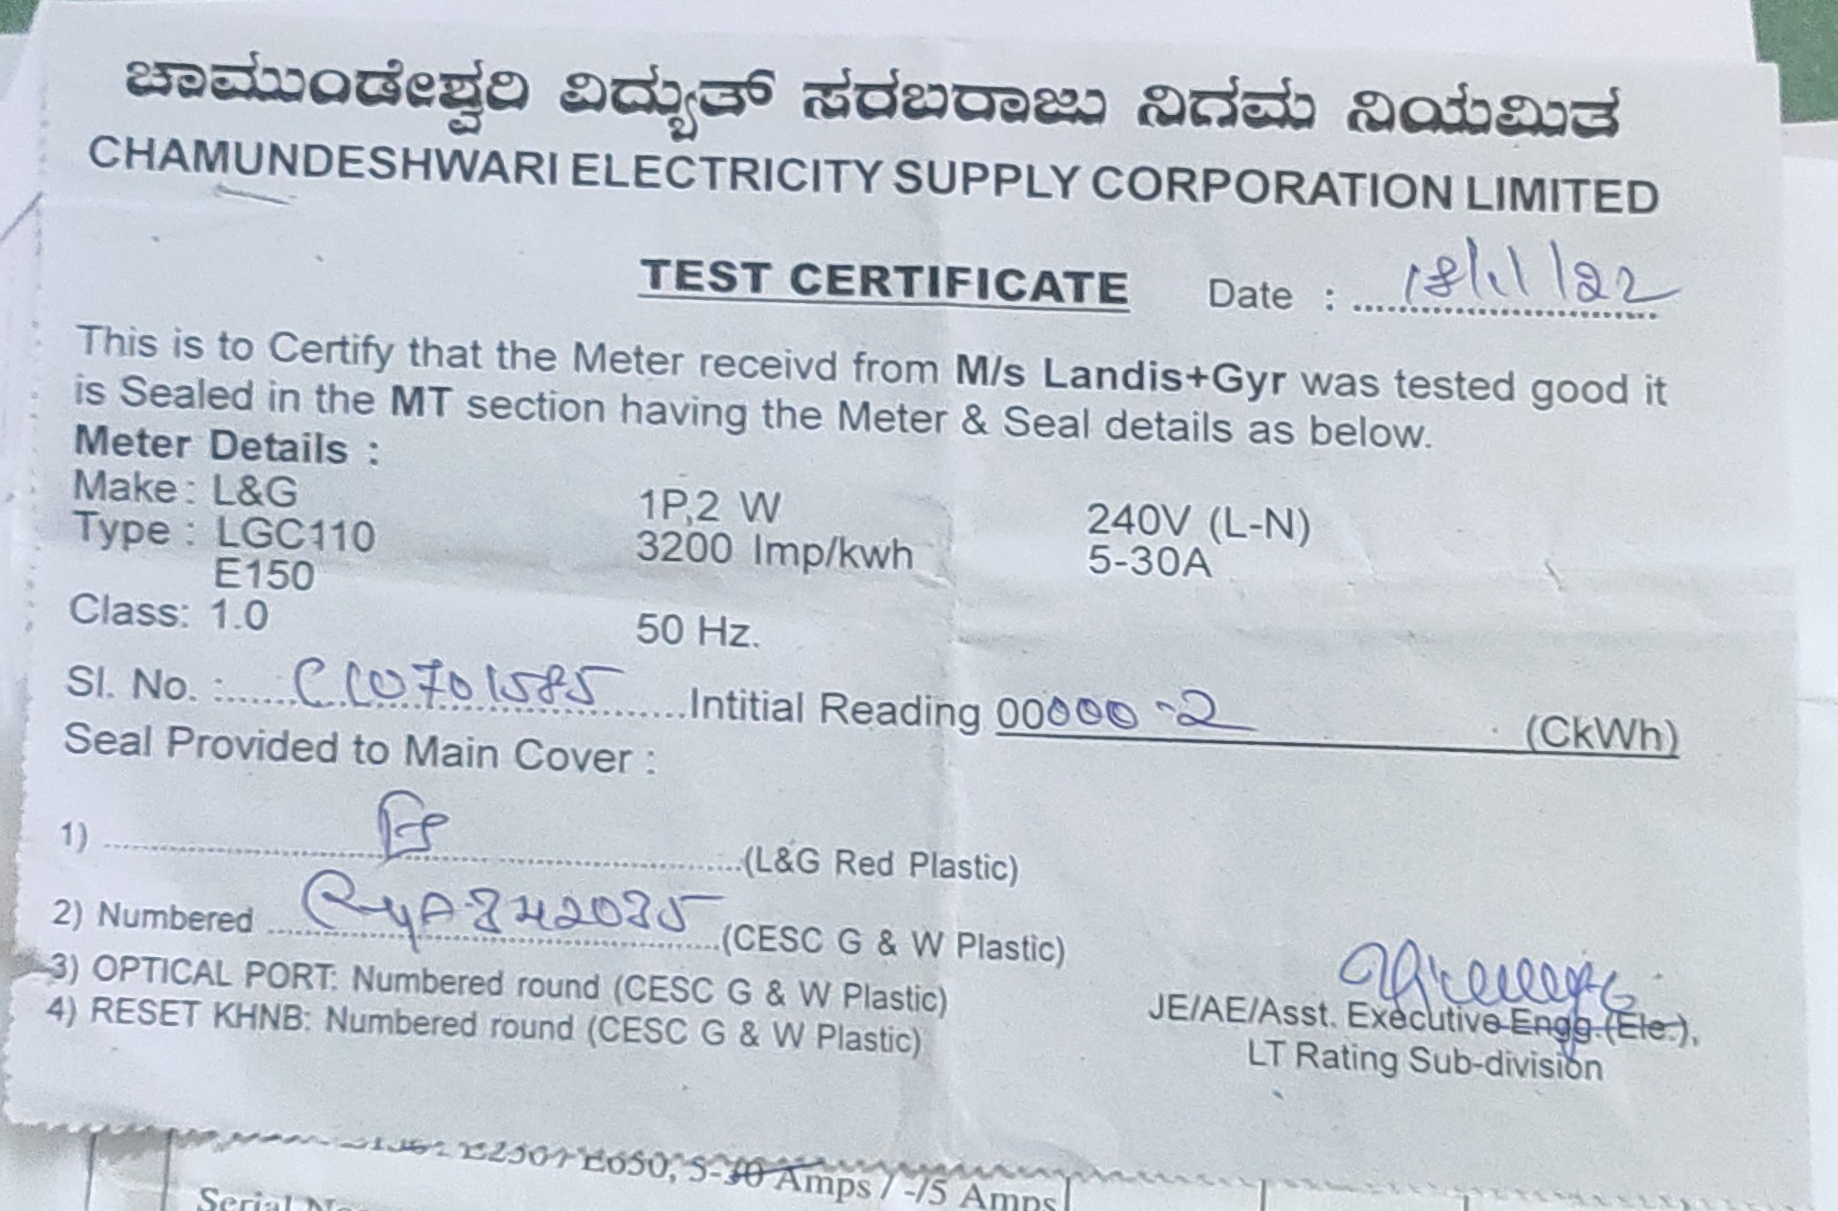 ಚಾಮುಂಡೇಶ್ವರಿ ವಿದ್ಯುತ್ ಸರಬರಾಜು ನಿಗಮ ನಿಯಮಿತ
CHAMUNDESHWARI ELECTRICITY SUPPLY CORPORATION LIMITED
TEST CERTIFICATE Date : 18/11/22
This is to Certify that the Meter receivd from M/s Landis+Gyr was tested good it
is Sealed in the MT section having the Meter & Seal details as below.
Meter Details :
Make : L&G 1P,2 W 240V (L-N)
Type : LGC110 3200 Imp/kwh 5-30A
E150
Class: 1.0 50 Hz.
Sl. No. : C10701585 Intitial Reading 00000-2 (CkWh)
Seal Provided to Main Cover :
1) (L&G Red Plastic)
2) Numbered (CESC G & W Plastic)
3) OPTICAL PORT: Numbered round (CESC G & W Plastic)
4) RESET KHNB: Numbered round (CESC G & W Plastic)
JE/AE/Asst. Executive Engg.(Ele.),
LT Rating Sub-division
E650, 5-30 Amps / -/5 Amps
Serial